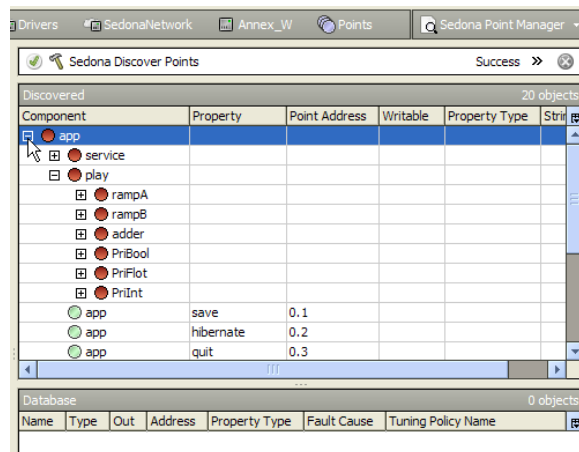 Drivers SedonaNetwork Annex_W Points Sedona Point Manager
Sedona Discover Points Success »
Discovered 20 objects
Component Property Point Address Writable Property Type Strir
app
service
play
rampA
rampB
adder
PriBool
PriFlot
PriInt
app save 0.1
app hibernate 0.2
app quit 0.3
Database 0 objects
Name Type Out Address Property Type Fault Cause Tuning Policy Name